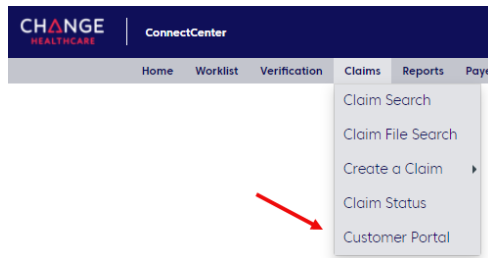 CHANGE
HEALTHCARE
ConnectCenter
Home Worklist Verification Claims Reports Paye
Claim Search
Claim File Search
Create a Claim
Claim Status
Customer Portal